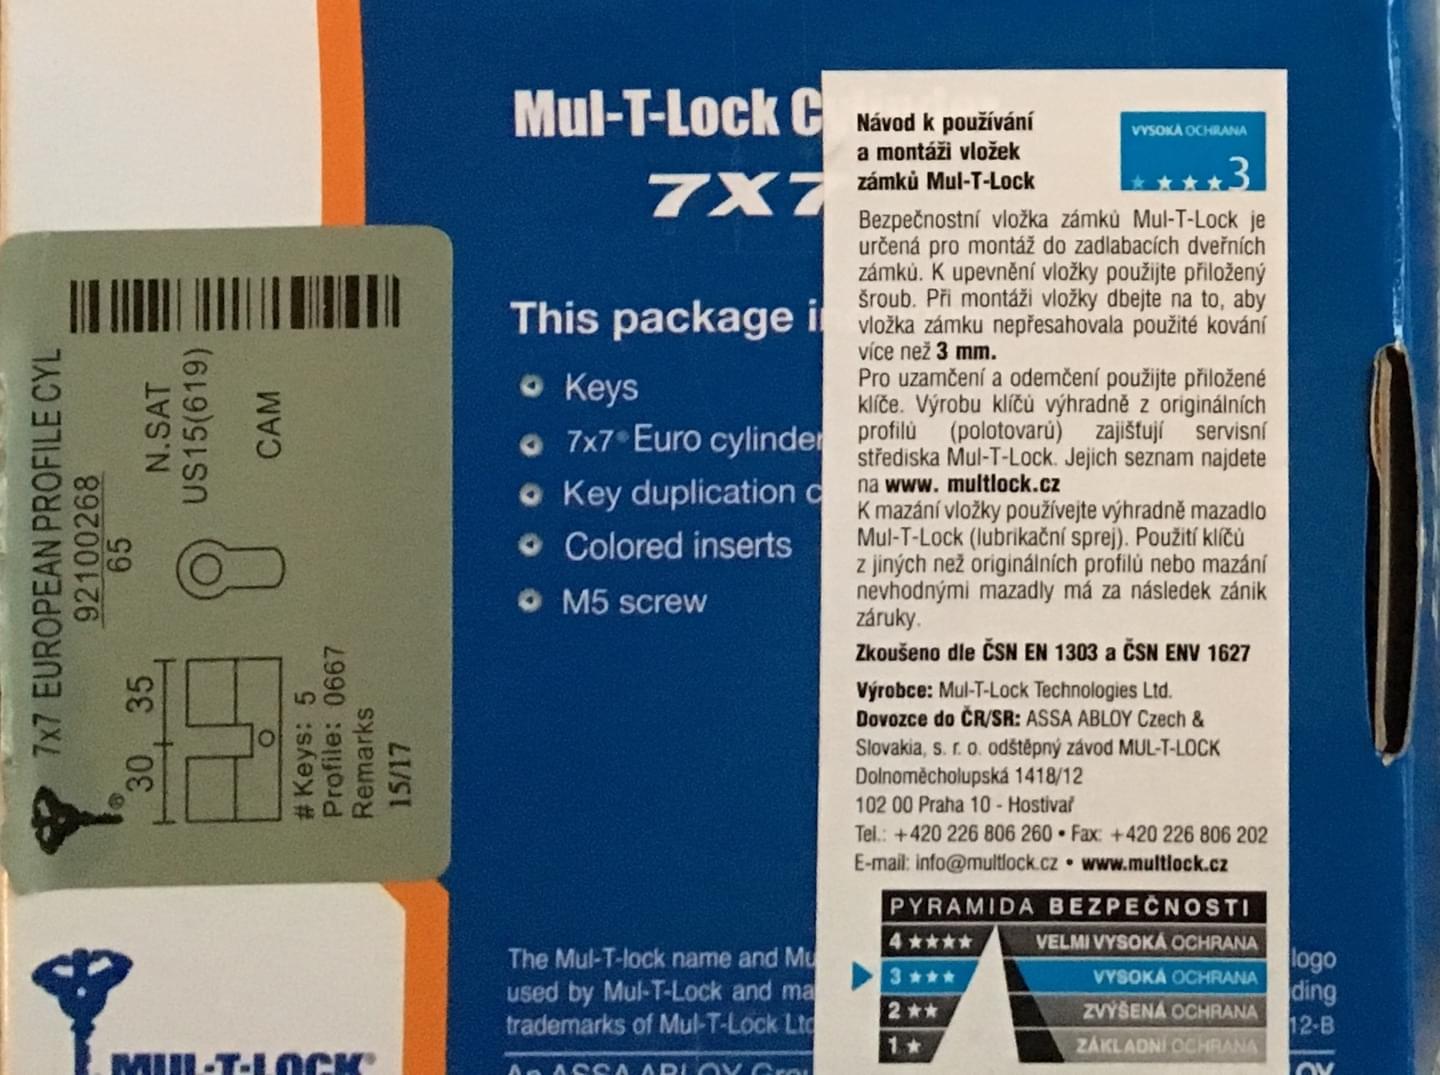 7x7 EUROPEAN PROFILE CYL
92100268
65
N.SAT
US15(619)
CAM
®
30 35
# Keys: 5
Profile: 0667
Remarks
15/17
MUL-T-LOCK®
Mul-T-Lock
7x7
This package
Keys
7x7® Euro cylinder
Key duplication
Colored inserts
M5 screw
The Mul-T-lock name and
used by Mul-T-Lock and
trademarks of Mul-T-Lock
An ASSA ABLOY
logo
12-B
Návod k používání
a montáži vložek
zámků Mul-T-Lock
VYSOKÁ OCHRANA
★ ★ ★ ★ 3
Bezpečnostní vložka zámků Mul-T-Lock je
určená pro montáž do zadlabacích dveřních
zámků. K upevnění vložky použijte přiložený
šroub. Při montáži vložky dbejte na to, aby
vložka zámku nepřesahovala použité kování
více než 3 mm.
Pro uzamčení a odemčení použijte přiložené
klíče. Výrobu klíčů výhradně z originálních
profilů (polotovarů) zajišťují servisní
střediska Mul-T-Lock. Jejich seznam najdete
na www. multlock.cz
K mazání vložky používejte výhradně mazadlo
Mul-T-Lock (lubrikační sprej). Použití klíčů
z jiných než originálních profilů nebo mazání
nevhodnými mazadly má za následek zánik
záruky.
Zkoušeno dle ČSN EN 1303 a ČSN ENV 1627
Výrobce: Mul-T-Lock Technologies Ltd.
Dovozce do ČR/SR: ASSA ABLOY Czech &
Slovakia, s. r. o. odštěpný závod MUL-T-LOCK
Dolnoměcholupská 1418/12
102 00 Praha 10 - Hostivař
Tel.: +420 226 806 260 • Fax: +420 226 806 202
E-mail: info@multlock.cz • www.multlock.cz
PYRAMIDA BEZPEČNOSTI
4 ★★★★ VELMI VYSOKÁ OCHRANA
3 ★★★ VYSOKÁ OCHRANA
2 ★★ ZVÝŠENÁ OCHRANA
1 ★ ZÁKLADNÍ OCHRANA